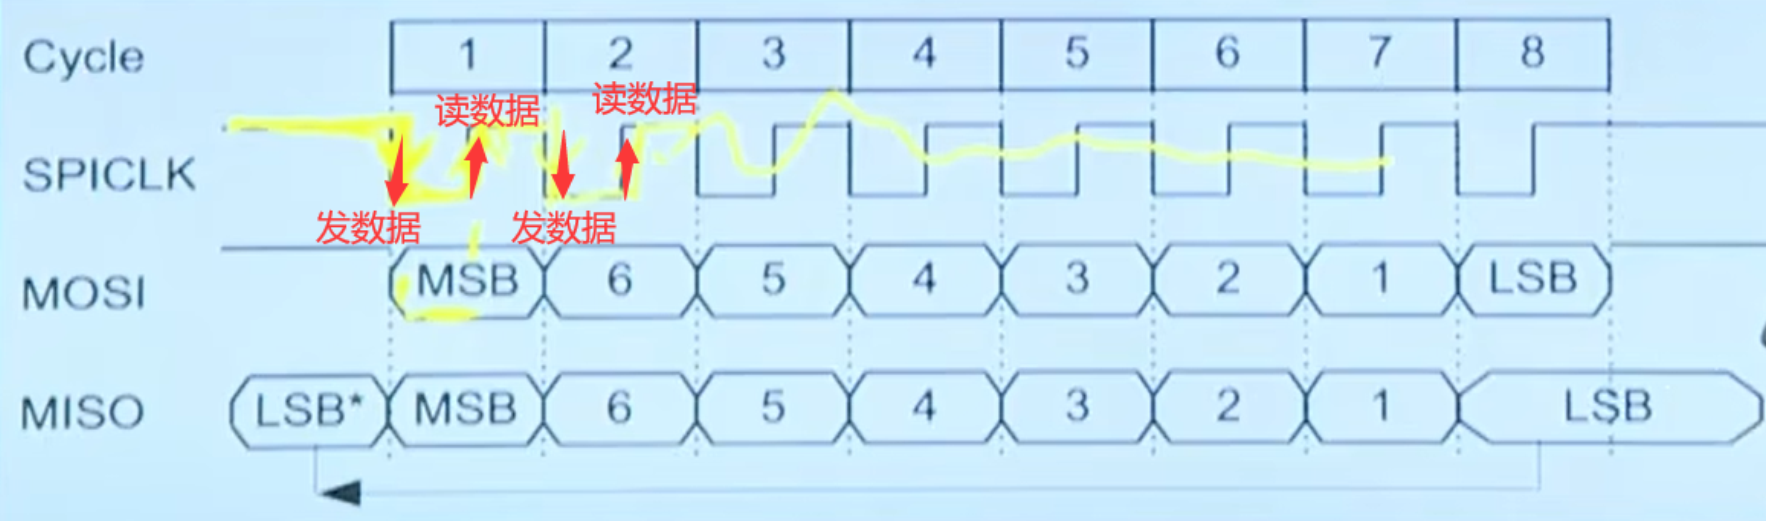 Cycle 1 2 3 4 5 6 7 8
读数据 读数据
SPICLK
发数据 发数据
MOSI MSB 6 5 4 3 2 1 LSB
MISO LSB* MSB 6 5 4 3 2 1 LSB